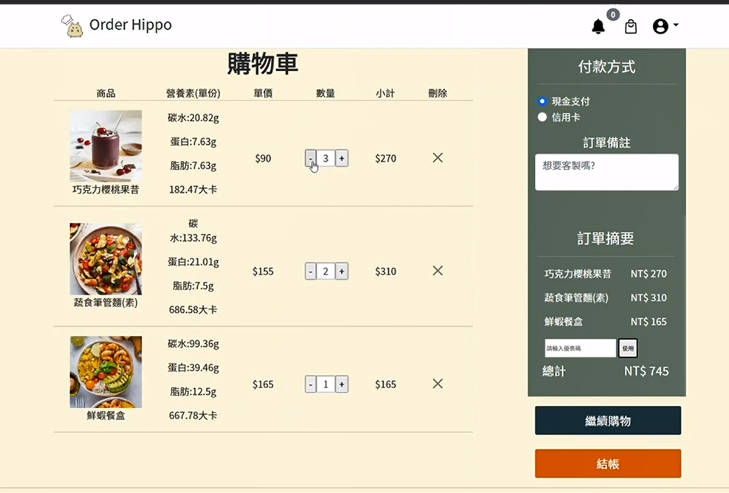 Order Hippo
0
購物車
商品 營養素(單份) 單價 數量 小計 刪除
碳水:20.82g
蛋白:7.63g
脂肪:7.63g
182.47大卡
巧克力櫻桃果昔
$90
- 3 +
$270
碳
水:133.76g
蛋白:21.01g
脂肪:7.5g
686.58大卡
蔬食筆管麵(素)
$155
- 2 +
$310
碳水:99.36g
蛋白:39.46g
脂肪:12.5g
667.78大卡
鮮蝦餐盒
$165
- 1 +
$165
付款方式
現金支付
信用卡
訂單備註
想要客製嗎?
訂單摘要
巧克力櫻桃果昔 NT$ 270
蔬食筆管麵(素) NT$ 310
鮮蝦餐盒 NT$ 165
請輸入優惠碼 使用
總計 NT$ 745
繼續購物
結帳